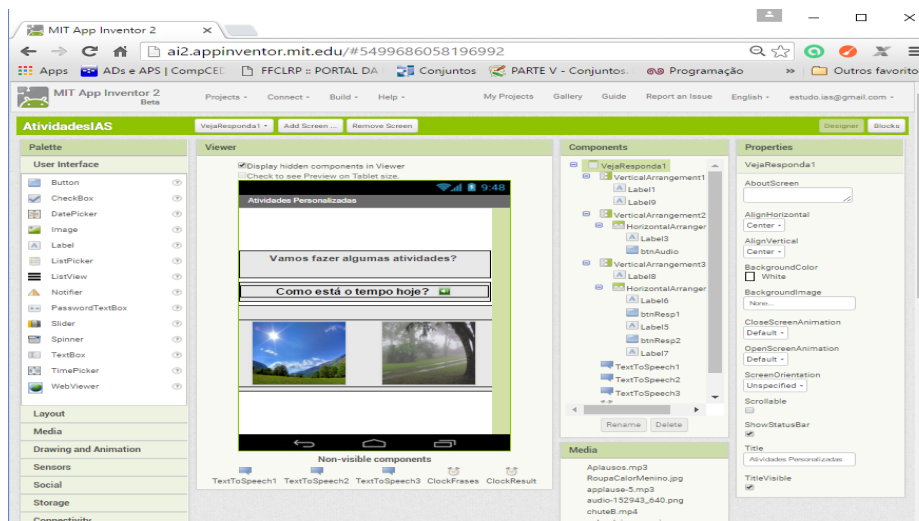 MIT App Inventor 2
ai2.appinventor.mit.edu/#5499686058196992
Apps
ADs e APS | CompCEI
FFCLRP :: PORTAL DA
Conjuntos
PARTE V - Conjuntos.
Programação
»
Outros favorito
MIT App Inventor 2
Beta
Projects
Connect
Build
Help
My Projects
Gallery
Guide
Report an Issue
English
estudo.ias@gmail.com
AtividadesIAS
VejaResponda1
Add Screen ...
Remove Screen
Designer
Blocks
Palette
User Interface
Button
CheckBox
DatePicker
Image
Label
ListPicker
ListView
Notifier
PasswordTextBox
Slider
Spinner
TextBox
TimePicker
WebViewer
Layout
Media
Drawing and Animation
Sensors
Social
Storage
Connectivity
Viewer
Display hidden components in Viewer
Check to see Preview on Tablet size.
9:48
Atividades Personalizadas
Vamos fazer algumas atividades?
Como está o tempo hoje?
Non-visible components
TextToSpeech1 TextToSpeech2 TextToSpeech3 ClockFrases ClockResult
Components
VejaResponda1
VerticalArrangement1
Label1
Label9
VerticalArrangement2
HorizontalArranger
Label3
btnAudio
VerticalArrangement3
Label8
HorizontalArranger
Label6
btnResp1
Label5
btnResp2
Label7
TextToSpeech1
TextToSpeech2
TextToSpeech3
Rename
Delete
Media
Aplausos.mp3
RoupaCalorMenino.jpg
applause-5.mp3
audio-152943_640.png
chuteB.mp4
Properties
VejaResponda1
AboutScreen
AlignHorizontal
Center
AlignVertical
Center
BackgroundColor
White
BackgroundImage
None...
CloseScreenAnimation
Default
OpenScreenAnimation
Default
ScreenOrientation
Unspecified
Scrollable
ShowStatusBar
Title
Atividades Personalizadas
TitleVisible